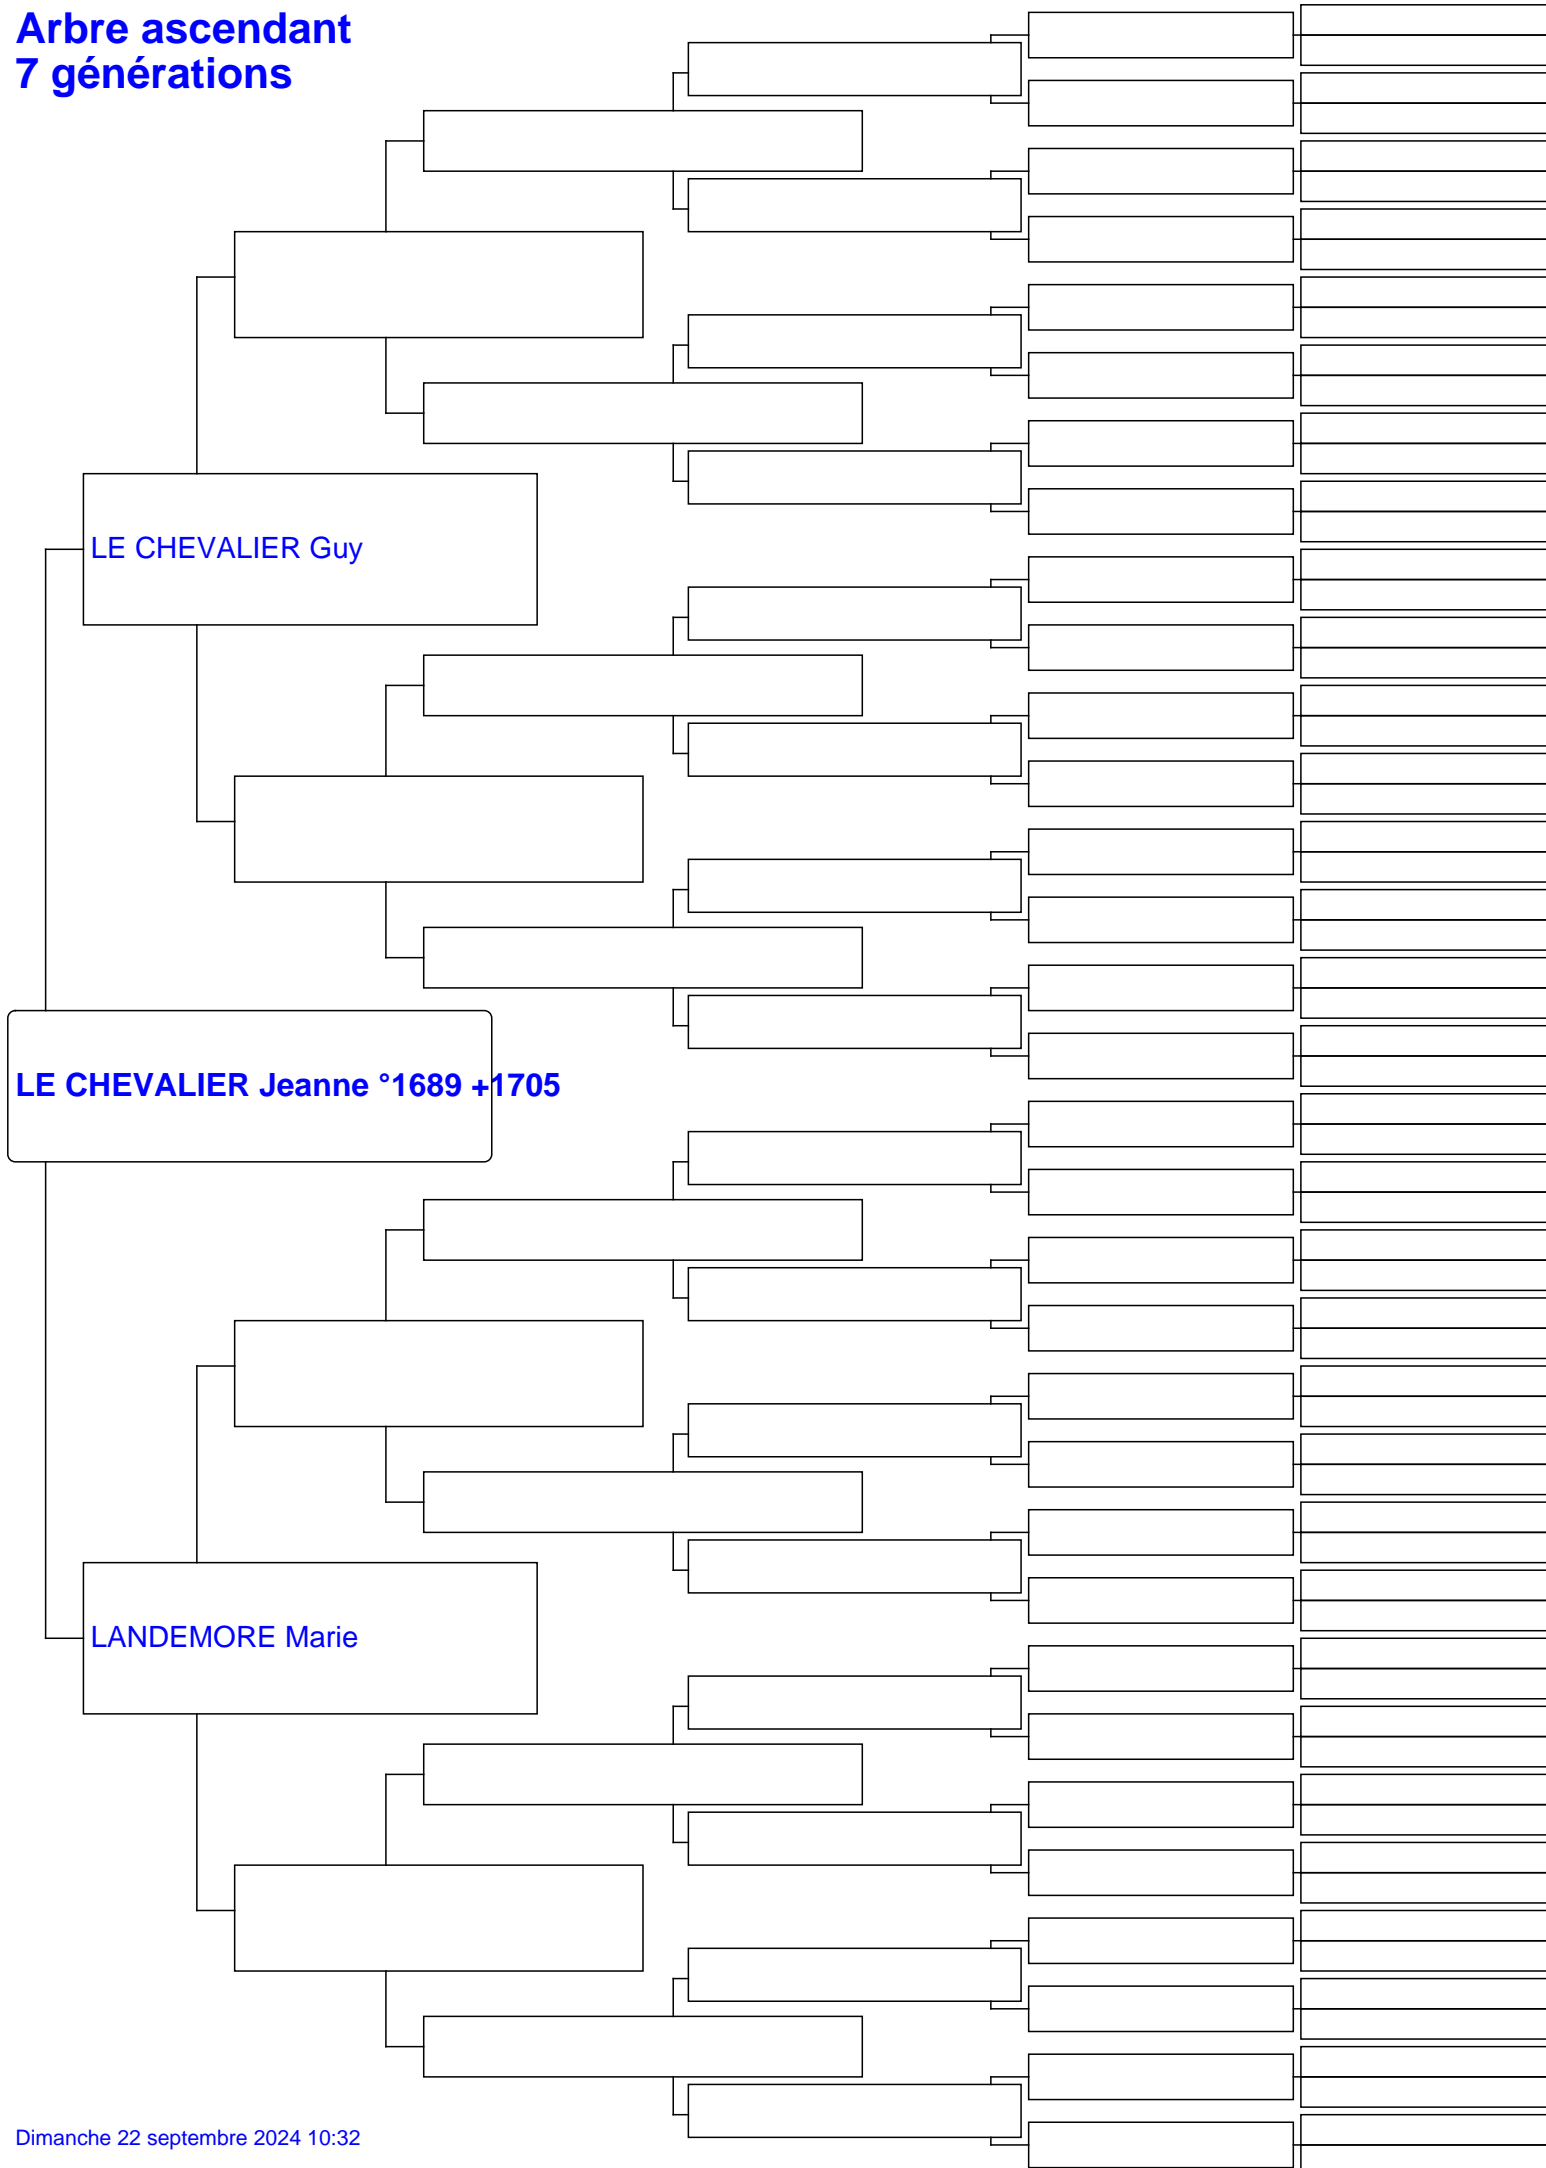 Arbre ascendant
7 générations
LE CHEVALIER Guy
LE CHEVALIER Jeanne °1689 +1705
LANDEMORE Marie
Dimanche 22 septembre 2024 10:32